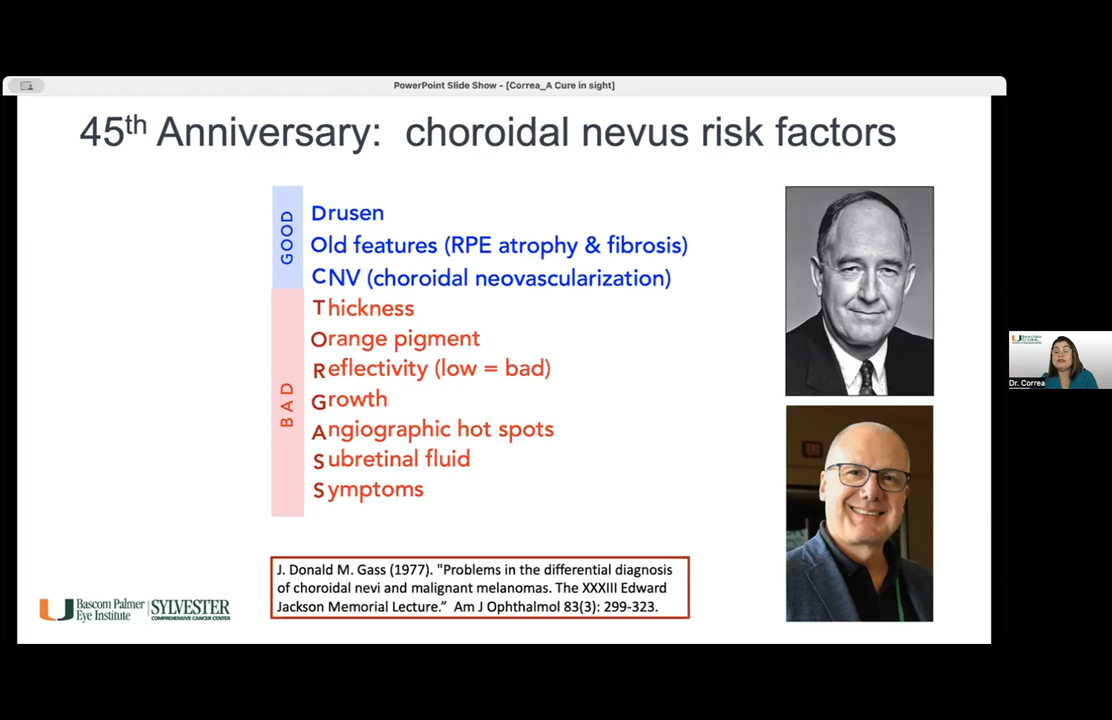 PowerPoint Slide Show - [Correa_A Cure in sight]
45th Anniversary: choroidal nevus risk factors
GOOD
Drusen
Old features (RPE atrophy & fibrosis)
CNV (choroidal neovascularization)
BAD
Thickness
Orange pigment
Reflectivity (low = bad)
Growth
Angiographic hot spots
Subretinal fluid
Symptoms
J. Donald M. Gass (1977). "Problems in the differential diagnosis
of choroidal nevi and malignant melanomas. The XXXIII Edward
Jackson Memorial Lecture." Am J Ophthalmol 83(3): 299-323.
Bascom Palmer
Eye Institute
SYLVESTER
COMPREHENSIVE CANCER CENTER
Dr. Correa